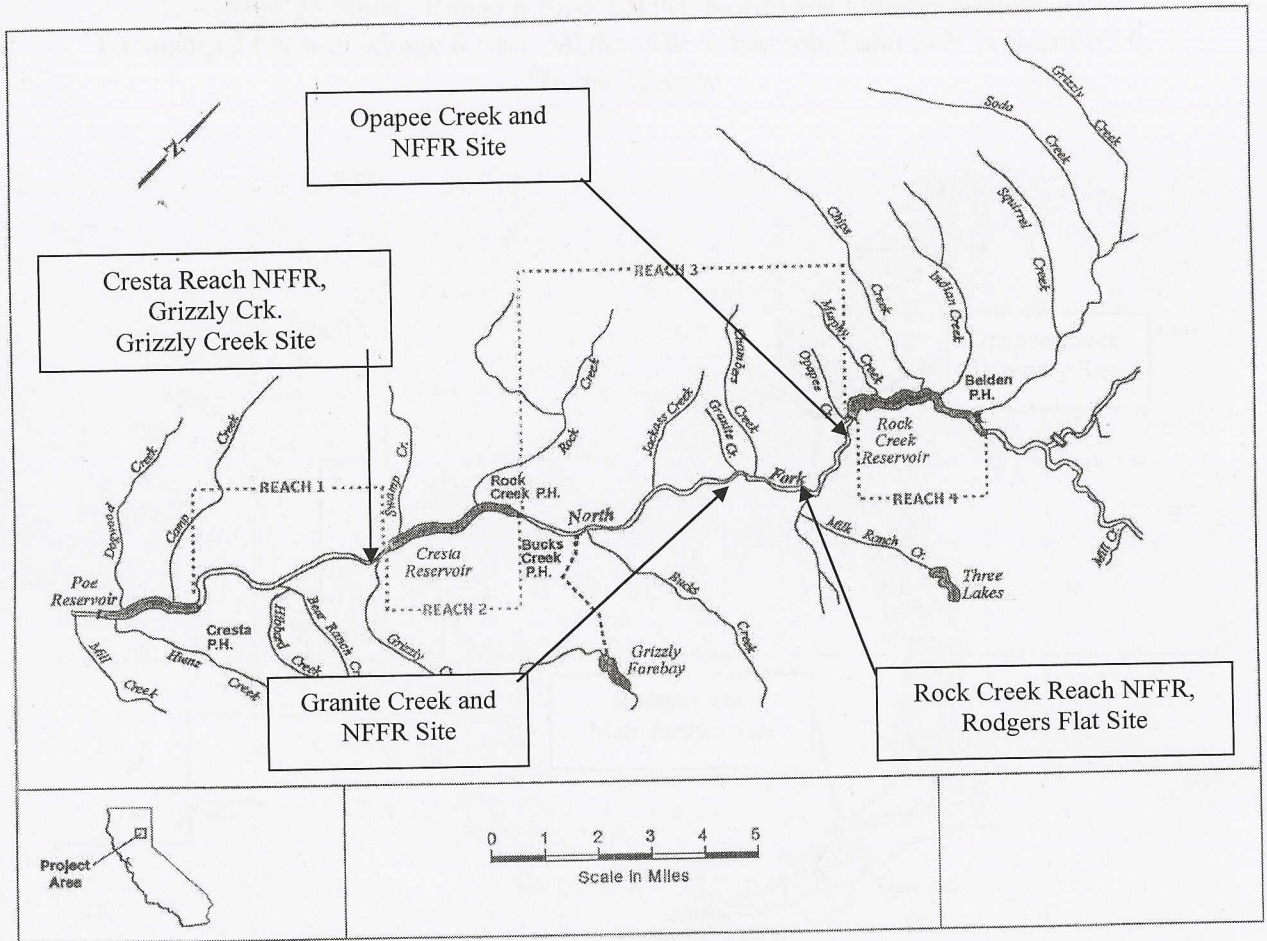 Opapee Creek and
NFFR Site
Cresta Reach NFFR,
Grizzly Crk.
Grizzly Creek Site
Granite Creek and
NFFR Site
Rock Creek Reach NFFR,
Rodgers Flat Site
N
Grizzly
Creek
Soda
Creek
Squirrel
Creek
Chips
Creek
Indian Creek
Murphy
Creek
Opapee
Cr.
Chambers
Creek
Granite Cr.
Jackass Creek
Rock
Creek
REACH 3
Belden
P.H.
Rock
Creek
Reservoir
REACH 4
Mill Cr.
Fork
North
Milk Ranch
Cr.
Three
Lakes
Rock
Creek P.H.
Swamp Cr.
REACH 1
Camp
Creek
Dogwood
Creek
Poe
Reservoir
Cresta
Reservoir
Bucks
Creek
P.H.
REACH 2
Bucks
Creek
Grizzly
Forebay
Grizzly
Cr.
Bear Ranch Cr.
Hibbard
Creek
Cresta
P.H.
Creek
Mill
Creek
Project
Area
0 1 2 3 4 5
Scale in Miles